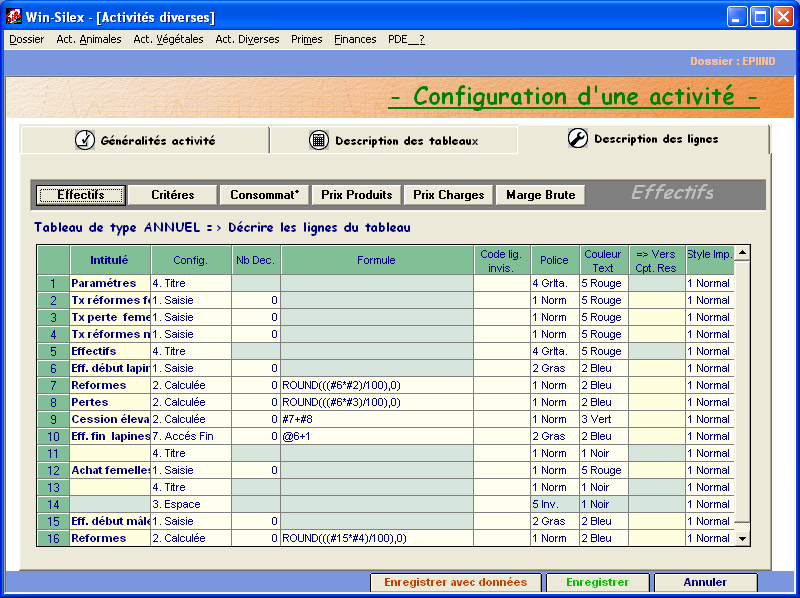 Win-Silex - [Activités diverses]
Dossier Act. Animales Act. Végétales Act. Diverses Primes Finances PDE__?
Dossier : EPIIND
- Configuration d'une activité -
Généralités activité Description des tableaux Description des lignes
Effectifs Critéres Consommat* Prix Produits Prix Charges Marge Brute Effectifs
Tableau de type ANNUEL => Décrire les lignes du tableau
Intitulé Config. Nb Dec. Formule Code lig. invis. Police Couleur Text => Vers Cpt. Res Style Imp.
1 Paramétres 4. Titre 4 Grlta. 5 Rouge 1 Normal
2 Tx réformes fe 1. Saisie 0 1 Norm 5 Rouge 1 Normal
3 Tx perte feme 1. Saisie 0 1 Norm 5 Rouge 1 Normal
4 Tx réformes m 1. Saisie 0 1 Norm 5 Rouge 1 Normal
5 Effectifs 4. Titre 4 Grlta. 5 Rouge 1 Normal
6 Eff. début lapin 1. Saisie 0 2 Gras 2 Bleu 1 Normal
7 Reformes 2. Calculée 0 ROUND(((#6*#2)/100),0) 1 Norm 2 Bleu 1 Normal
8 Pertes 2. Calculée 0 ROUND(((#6*#3)/100),0) 1 Norm 2 Bleu 1 Normal
9 Cession éleva 2. Calculée 0 #7+#8 1 Norm 3 Vert 1 Normal
10 Eff. fin lapines 7. Accés Fin 0 @6+1 2 Gras 2 Bleu 1 Normal
11 4. Titre 1 Norm 1 Noir 1 Normal
12 Achat femelles 1. Saisie 0 1 Norm 5 Rouge 1 Normal
13 4. Titre 1 Norm 1 Noir 1 Normal
14 3. Espace 5 Inv. 1 Noir 1 Normal
15 Eff. début mâle 1. Saisie 0 2 Gras 2 Bleu 1 Normal
16 Reformes 2. Calculée 0 ROUND(((#15*#4)/100),0) 1 Norm 2 Bleu 1 Normal
Enregistrer avec données Enregistrer Annuler